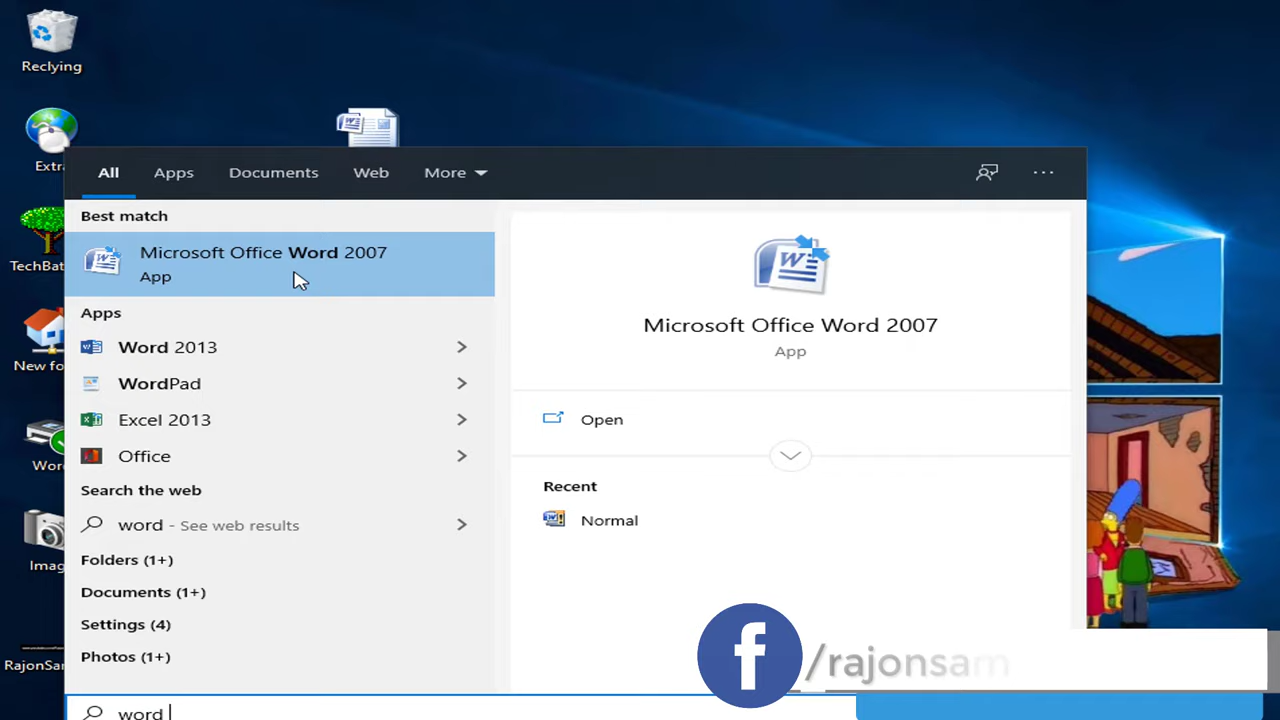 Reclying
Extra
TechBat
New fo
Wor
Imag
RajonSam
All
Apps
Documents
Web
More
Best match
Microsoft Office Word 2007
App
Apps
Word 2013
WordPad
Excel 2013
Office
Search the web
word - See web results
Folders (1+)
Documents (1+)
Settings (4)
Photos (1+)
word
Microsoft Office Word 2007
App
Open
Recent
Normal
/rajonsam